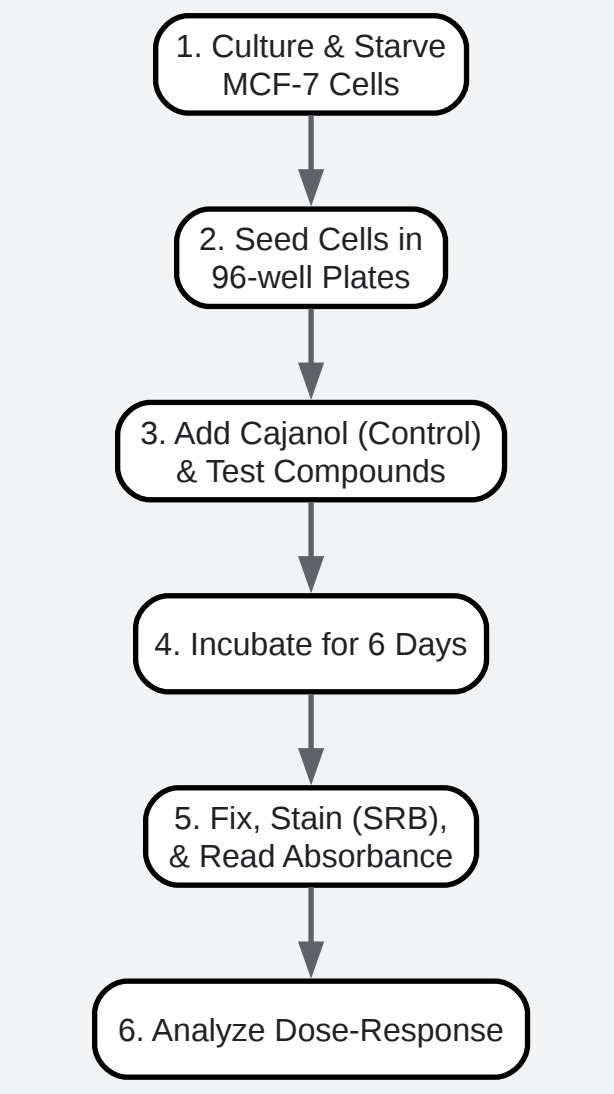 1. Culture & Starve
MCF-7 Cells
2. Seed Cells in
96-well Plates
3. Add Cajanol (Control)
& Test Compounds
4. Incubate for 6 Days
5. Fix, Stain (SRB),
& Read Absorbance
6. Analyze Dose-Response